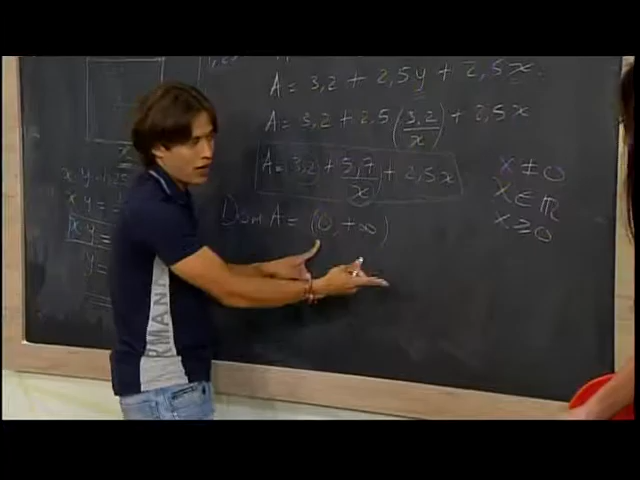 A = 3,2 + 2,5y + 2,5x
A = 3,2 + 2,5 (3,2/x) + 2,5x
A = 3,2 + 5,7/x + 2,5x
Dom A = (0, +∞)
x ≠ 0
x ∈ ℝ
x ≥ 0
x.y =
x y =
x y =
y =
RMANN